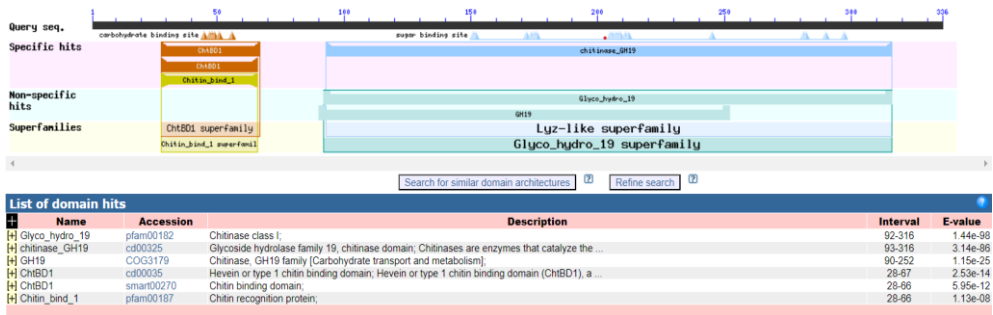 1 50 100 150 200 250 300 336
Query seq.
carbohydrate binding site sugar binding site
Specific hits
ChtBD1 chitinase_GH19
ChtBD1
Chitin_bind_1
Non-specific hits
Glyco_hydro_19
GH19
Superfamilies
ChtBD1 superfamily Lyz-like superfamily
Chitin_bind_1 superfamil Glyco_hydro_19 superfamily
Search for similar domain architectures ? Refine search ?
List of domain hits ?
+ Name Accession Description Interval E-value
[+] Glyco_hydro_19 pfam00182 Chitinase class I; 92-316 1.44e-98
[+] chitinase_GH19 cd00325 Glycoside hydrolase family 19, chitinase domain; Chitinases are enzymes that catalyze the ... 93-316 3.14e-86
[+] GH19 COG3179 Chitinase, GH19 family [Carbohydrate transport and metabolism]; 90-252 1.15e-25
[+] ChtBD1 cd00035 Hevein or type 1 chitin binding domain; Hevein or type 1 chitin binding domain (ChtBD1), a ... 28-67 2.53e-14
[+] ChtBD1 smart00270 Chitin binding domain; 28-66 5.95e-12
[+] Chitin_bind_1 pfam00187 Chitin recognition protein; 28-66 1.13e-08